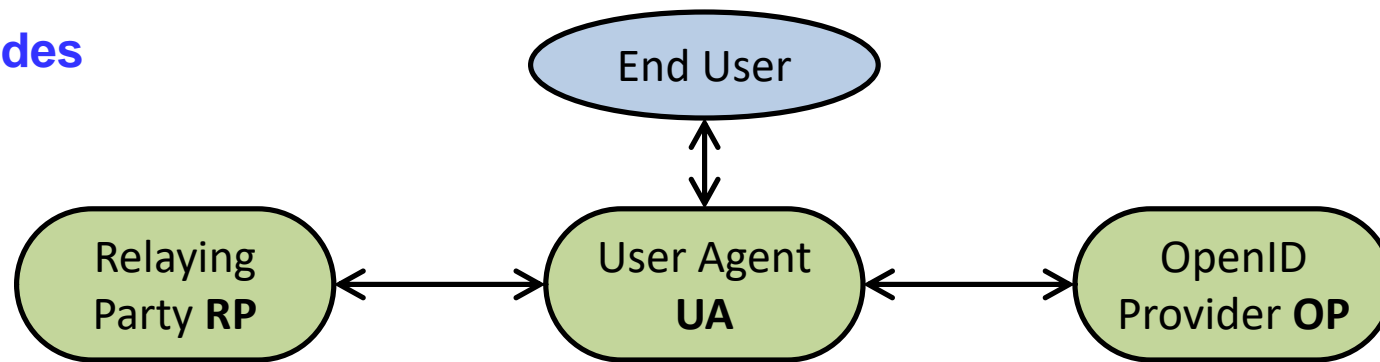 des
End User
Relaying
Party RP
User Agent
UA
OpenID
Provider OP